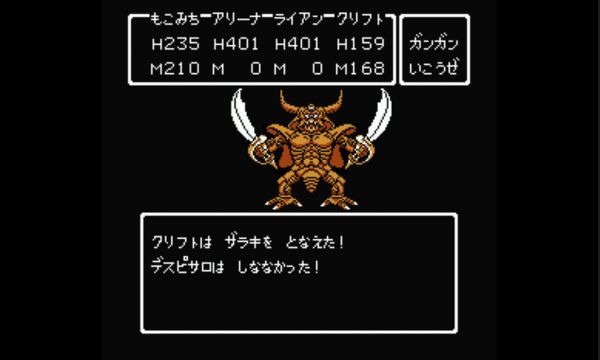 もこみち アリーナ ライアン クリフト
H235 H401 H401 H159
M210 M 0 M 0 M168
ガンガン
いこうぜ
クリフトは ザラキを となえた!
デスピサロは しななかった!